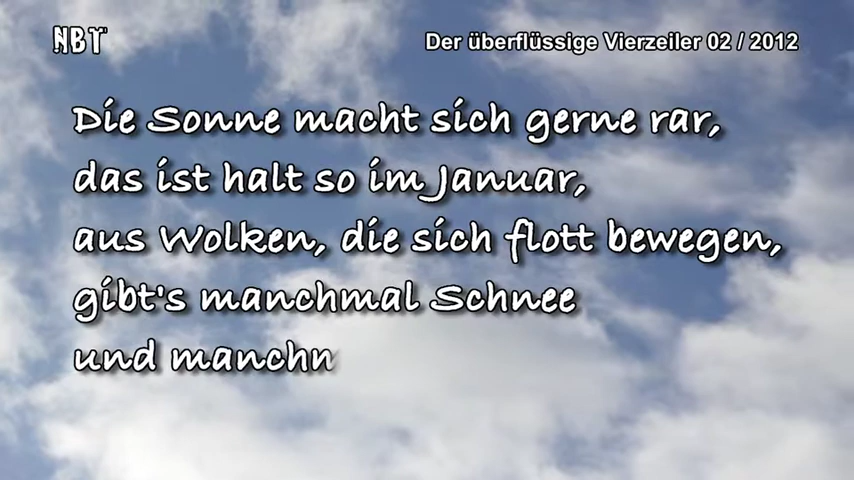 NBT
Der überflüssige Vierzeiler 02 / 2012
Die Sonne macht sich gerne rar,
das ist halt so im Januar,
aus Wolken, die sich flott bewegen,
gibt's manchmal Schnee
und manchn